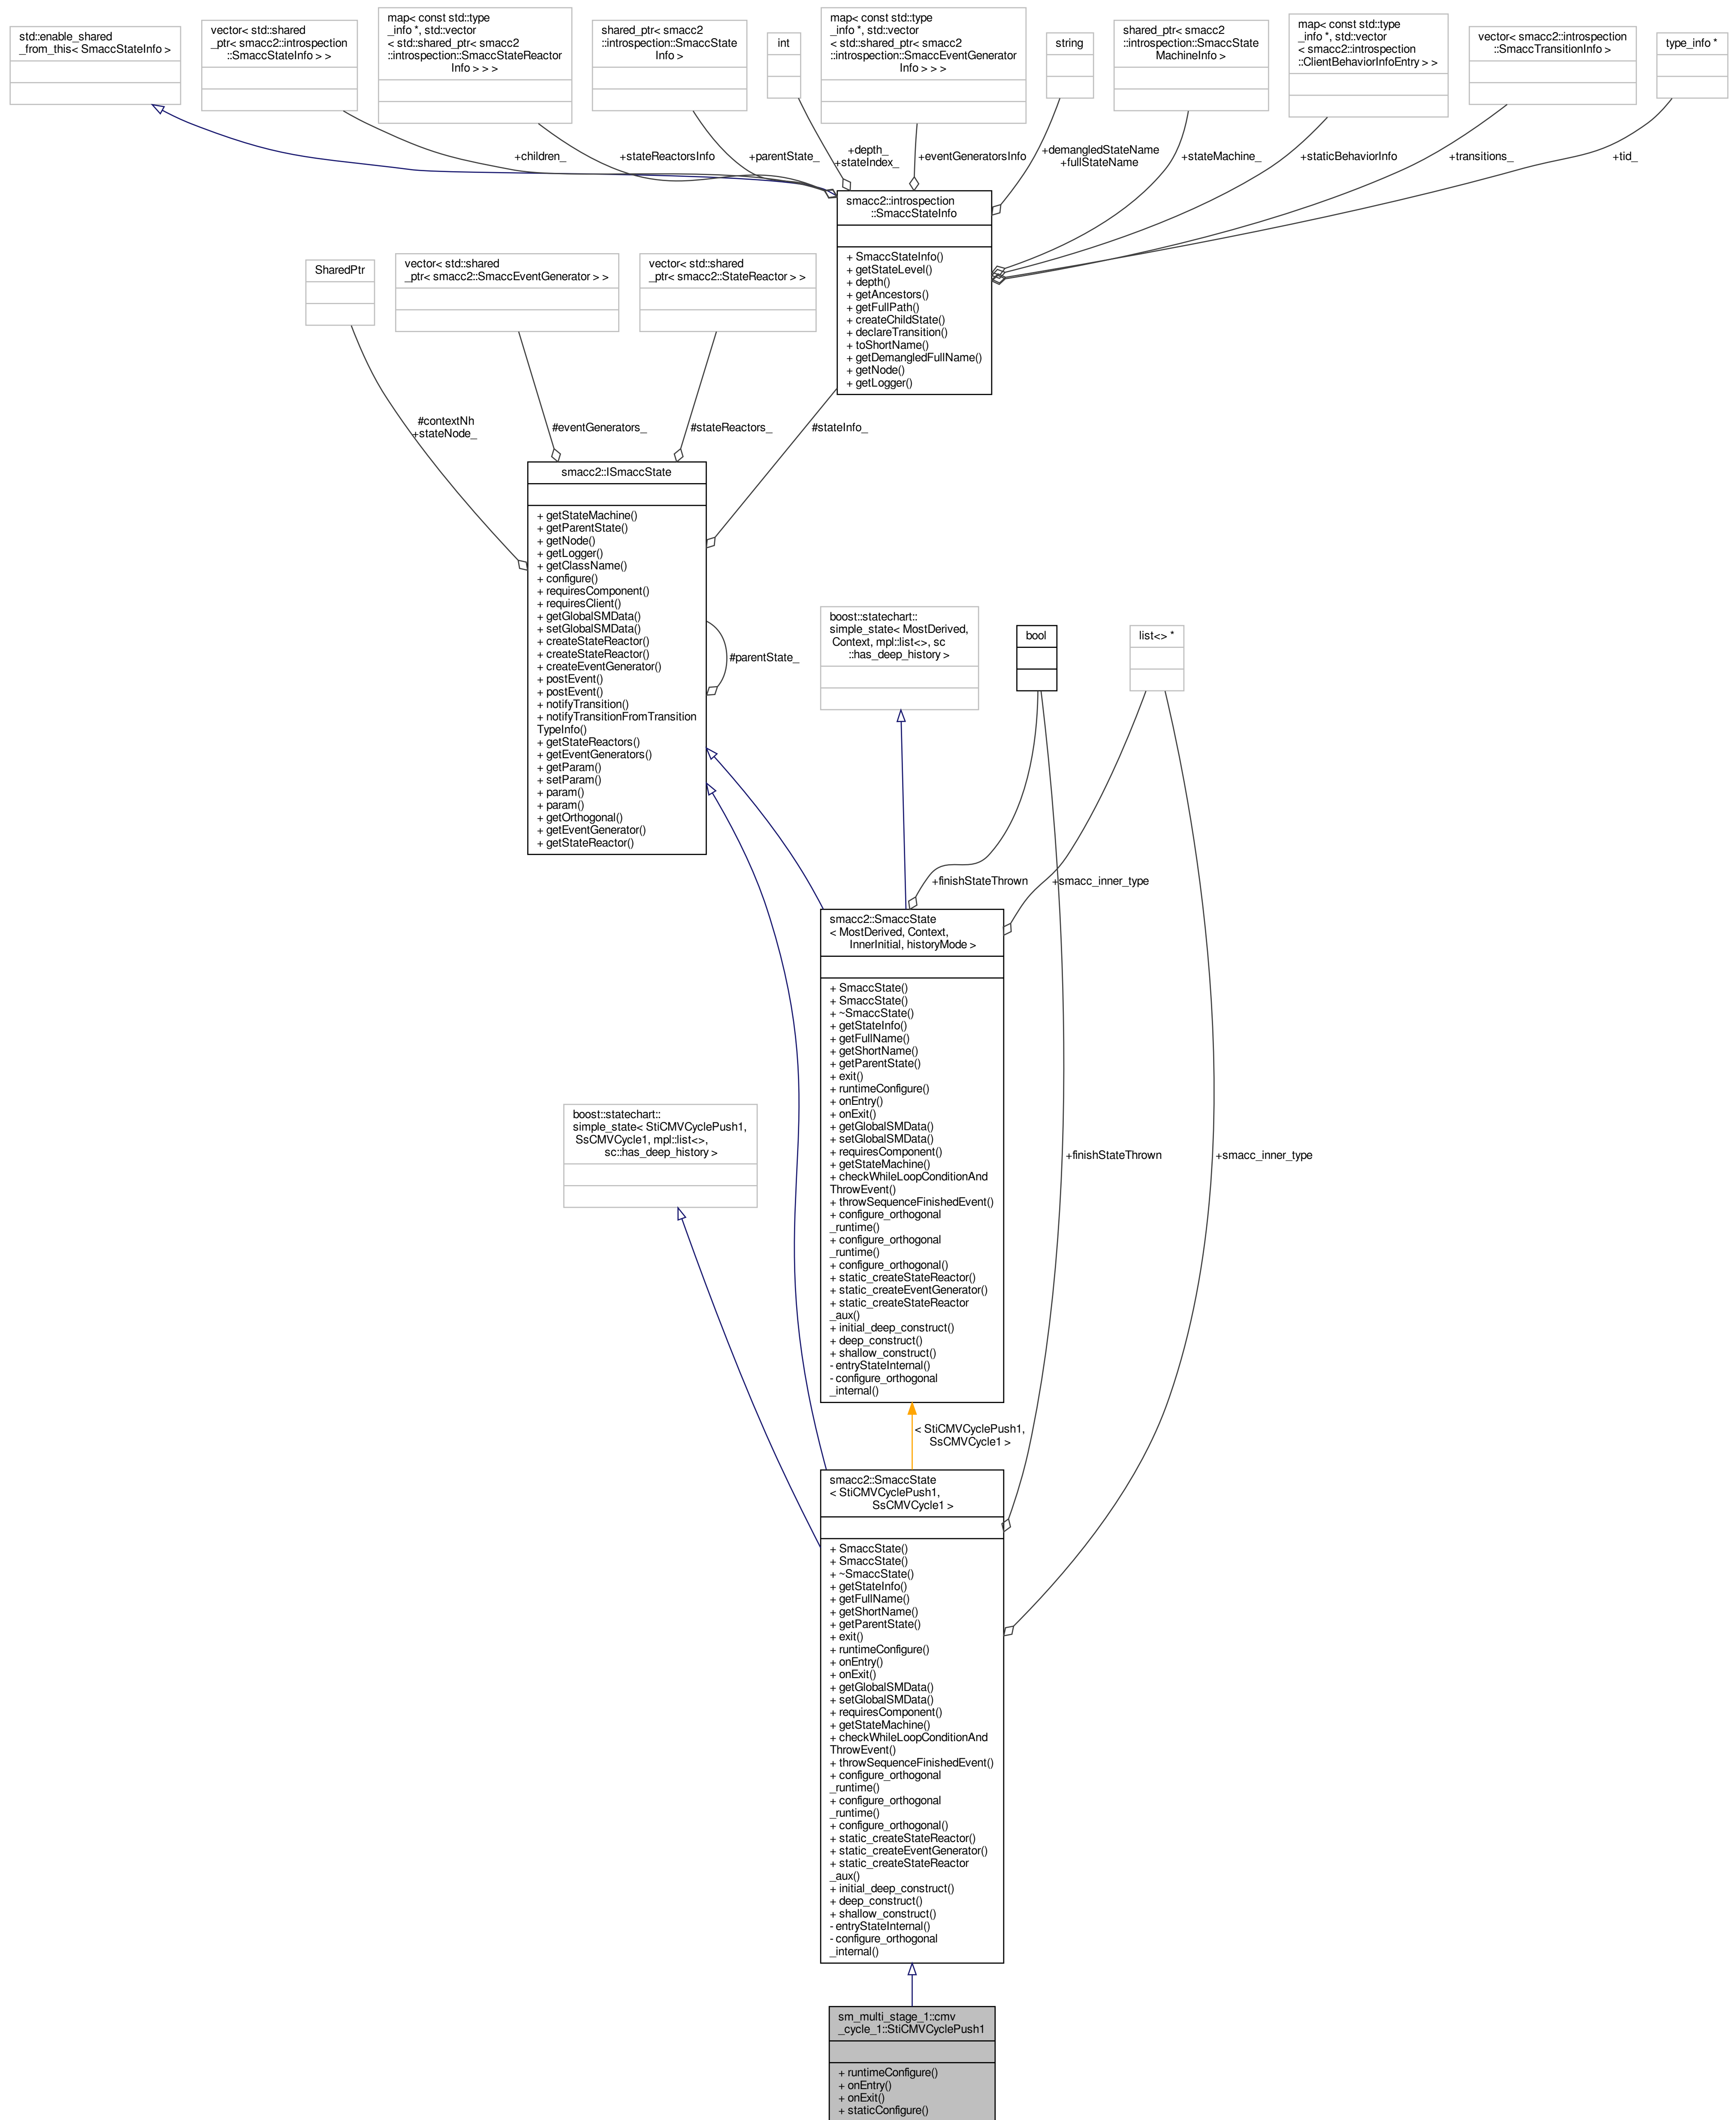 std::enable_shared
_from_this< SmaccStateInfo >
vector< std::shared
_ptr< smacc2::introspection
::SmaccStateInfo > >
map< const std::type
_info *, std::vector
< std::shared_ptr< smacc2
::introspection::SmaccStateReactor
Info > > >
shared_ptr< smacc2
::introspection::SmaccState
Info >
int
map< const std::type
_info *, std::vector
< std::shared_ptr< smacc2
::introspection::SmaccEventGenerator
Info > > >
string
shared_ptr< smacc2
::introspection::SmaccState
MachineInfo >
map< const std::type
_info *, std::vector
< smacc2::introspection
::ClientBehaviorInfoEntry > >
vector< smacc2::introspection
::SmaccTransitionInfo >
type_info *
+children_
+stateReactorsInfo
+parentState_
+depth_
+stateIndex_
+eventGeneratorsInfo
+demangledStateName
+fullStateName
+stateMachine_
+staticBehaviorInfo
+transitions_
+tid_
smacc2::introspection
::SmaccStateInfo
+ SmaccStateInfo()
+ getStateLevel()
+ depth()
+ getAncestors()
+ getFullPath()
+ createChildState()
+ declareTransition()
+ toShortName()
+ getDemangledFullName()
+ getNode()
+ getLogger()
SharedPtr
vector< std::shared
_ptr< smacc2::SmaccEventGenerator > >
vector< std::shared
_ptr< smacc2::StateReactor > >
#contextNh
+stateNode_
#eventGenerators_
#stateReactors_
#stateInfo_
smacc2::ISmaccState
+ getStateMachine()
+ getParentState()
+ getNode()
+ getLogger()
+ getClassName()
+ configure()
+ requiresComponent()
+ requiresClient()
+ getGlobalSMData()
+ setGlobalSMData()
+ createStateReactor()
+ createStateReactor()
+ createEventGenerator()
+ postEvent()
+ postEvent()
+ notifyTransition()
+ notifyTransitionFromTransition
TypeInfo()
+ getStateReactors()
+ getEventGenerators()
+ getParam()
+ setParam()
+ param()
+ param()
+ getOrthogonal()
+ getEventGenerator()
+ getStateReactor()
#parentState_
boost::statechart::
simple_state< MostDerived,
Context, mpl::list<>, sc
::has_deep_history >
bool
list<> *
+finishStateThrown
+smacc_inner_type
smacc2::SmaccState
< MostDerived, Context,
InnerInitial, historyMode >
+ SmaccState()
+ SmaccState()
+ ~SmaccState()
+ getStateInfo()
+ getFullName()
+ getShortName()
+ getParentState()
+ exit()
+ runtimeConfigure()
+ onEntry()
+ onExit()
+ getGlobalSMData()
+ setGlobalSMData()
+ requiresComponent()
+ getStateMachine()
+ checkWhileLoopConditionAnd
ThrowEvent()
+ throwSequenceFinishedEvent()
+ configure_orthogonal
_runtime()
+ configure_orthogonal
_runtime()
+ configure_orthogonal()
+ static_createStateReactor()
+ static_createEventGenerator()
+ static_createStateReactor
_aux()
+ initial_deep_construct()
+ deep_construct()
+ shallow_construct()
- entryStateInternal()
- configure_orthogonal
_internal()
boost::statechart::
simple_state< StiCMVCyclePush1,
SsCMVCycle1, mpl::list<>,
sc::has_deep_history >
+finishStateThrown
+smacc_inner_type
< StiCMVCyclePush1,
SsCMVCycle1 >
smacc2::SmaccState
< StiCMVCyclePush1,
SsCMVCycle1 >
+ SmaccState()
+ SmaccState()
+ ~SmaccState()
+ getStateInfo()
+ getFullName()
+ getShortName()
+ getParentState()
+ exit()
+ runtimeConfigure()
+ onEntry()
+ onExit()
+ getGlobalSMData()
+ setGlobalSMData()
+ requiresComponent()
+ getStateMachine()
+ checkWhileLoopConditionAnd
ThrowEvent()
+ throwSequenceFinishedEvent()
+ configure_orthogonal
_runtime()
+ configure_orthogonal
_runtime()
+ configure_orthogonal()
+ static_createStateReactor()
+ static_createEventGenerator()
+ static_createStateReactor
_aux()
+ initial_deep_construct()
+ deep_construct()
+ shallow_construct()
- entryStateInternal()
- configure_orthogonal
_internal()
sm_multi_stage_1::cmv
_cycle_1::StiCMVCyclePush1
+ runtimeConfigure()
+ onEntry()
+ onExit()
+ staticConfigure()